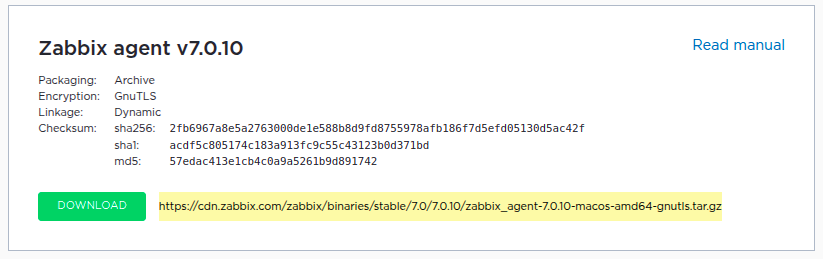 Zabbix agent v7.0.10
Read manual
Packaging: Archive
Encryption: GnuTLS
Linkage: Dynamic
Checksum: sha256: 2fb6967a8e5a2763000de1e588b8d9fd8755978afb186f7d5efd05130d5ac42f
sha1: acdf5c805174c183a913fc9c55c43123b0d371bd
md5: 57edac413e1cb4c0a9a5261b9d891742
DOWNLOAD https://cdn.zabbix.com/zabbix/binaries/stable/7.0/7.0.10/zabbix_agent-7.0.10-macos-amd64-gnutls.tar.gz